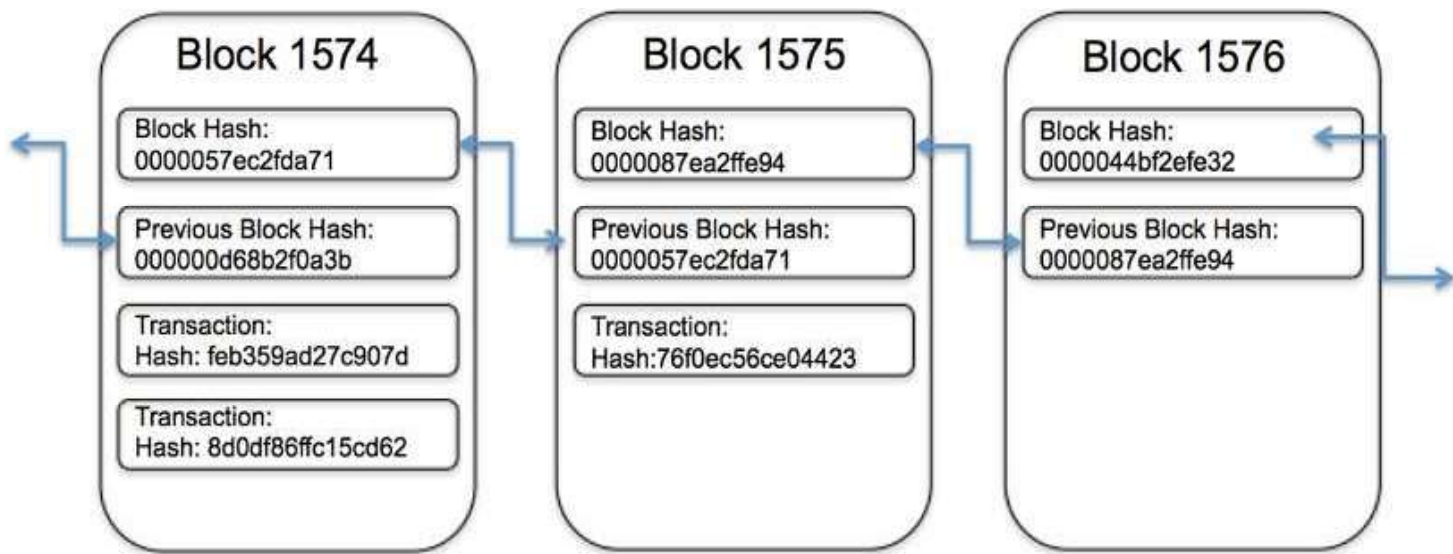 Block 1574
Block Hash:
0000057ec2fda71
Previous Block Hash:
000000d68b2f0a3b
Transaction:
Hash: feb359ad27c907d
Transaction:
Hash: 8d0df86ffc15cd62
Block 1575
Block Hash:
0000087ea2ffe94
Previous Block Hash:
0000057ec2fda71
Transaction:
Hash:76f0ec56ce04423
Block 1576
Block Hash:
0000044bf2efe32
Previous Block Hash:
0000087ea2ffe94